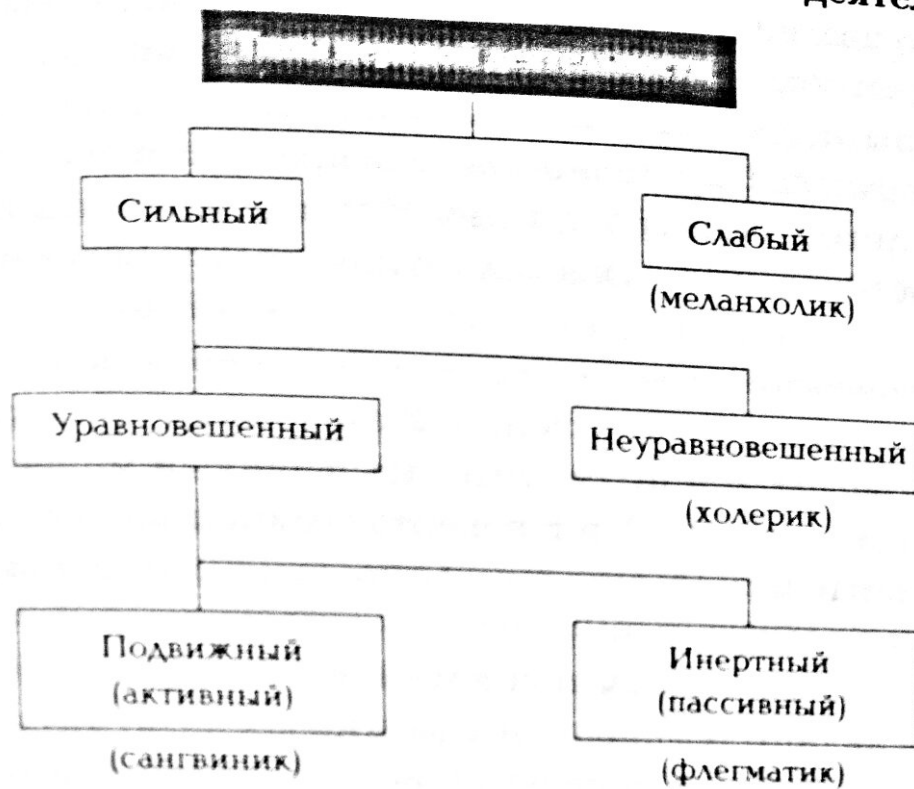 Сильный
Слабый
(меланхолик)
Уравновешенный
Неуравновешенный
(холерик)
Подвижный
(активный)
(сангвиник)
Инертный
(пассивный)
(флегматик)